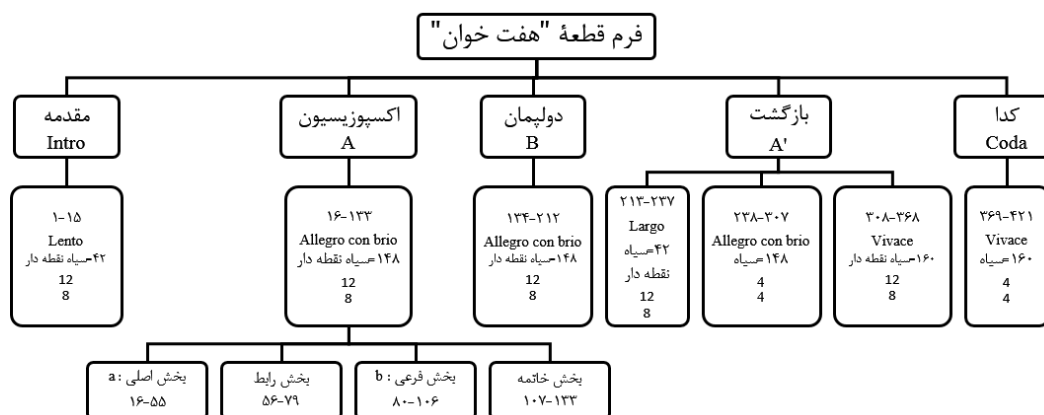 فرم قطعهٔ "هفت خوان"
مقدمه
Intro
اکسپوزیسیون
A
دولپمان
B
بازگشت
A'
کدا
Coda
۱-۱۵
Lento
۴۲=سیاه نقطه دار
12
8
۱۶-۱۳۳
Allegro con brio
۱۴۸=سیاه نقطه دار
12
8
۱۳۴-۲۱۲
Allegro con brio
۱۴۸=سیاه نقطه دار
12
8
۲۱۳-۲۳۷
Largo
۴۲=سیاه
نقطه دار
12
8
۲۳۸-۳۰۷
Allegro con brio
۱۴۸=سیاه
4
4
۳۰۸-۳۶۸
Vivace
۱۶۰=سیاه نقطه دار
12
8
۳۶۹-۴۲۱
Vivace
۱۶۰=سیاه
4
4
بخش اصلی : a
۱۶-۵۵
بخش رابط
۵۶-۷۹
بخش فرعی : b
۸۰-۱۰۶
بخش خاتمه
۱۰۷-۱۳۳